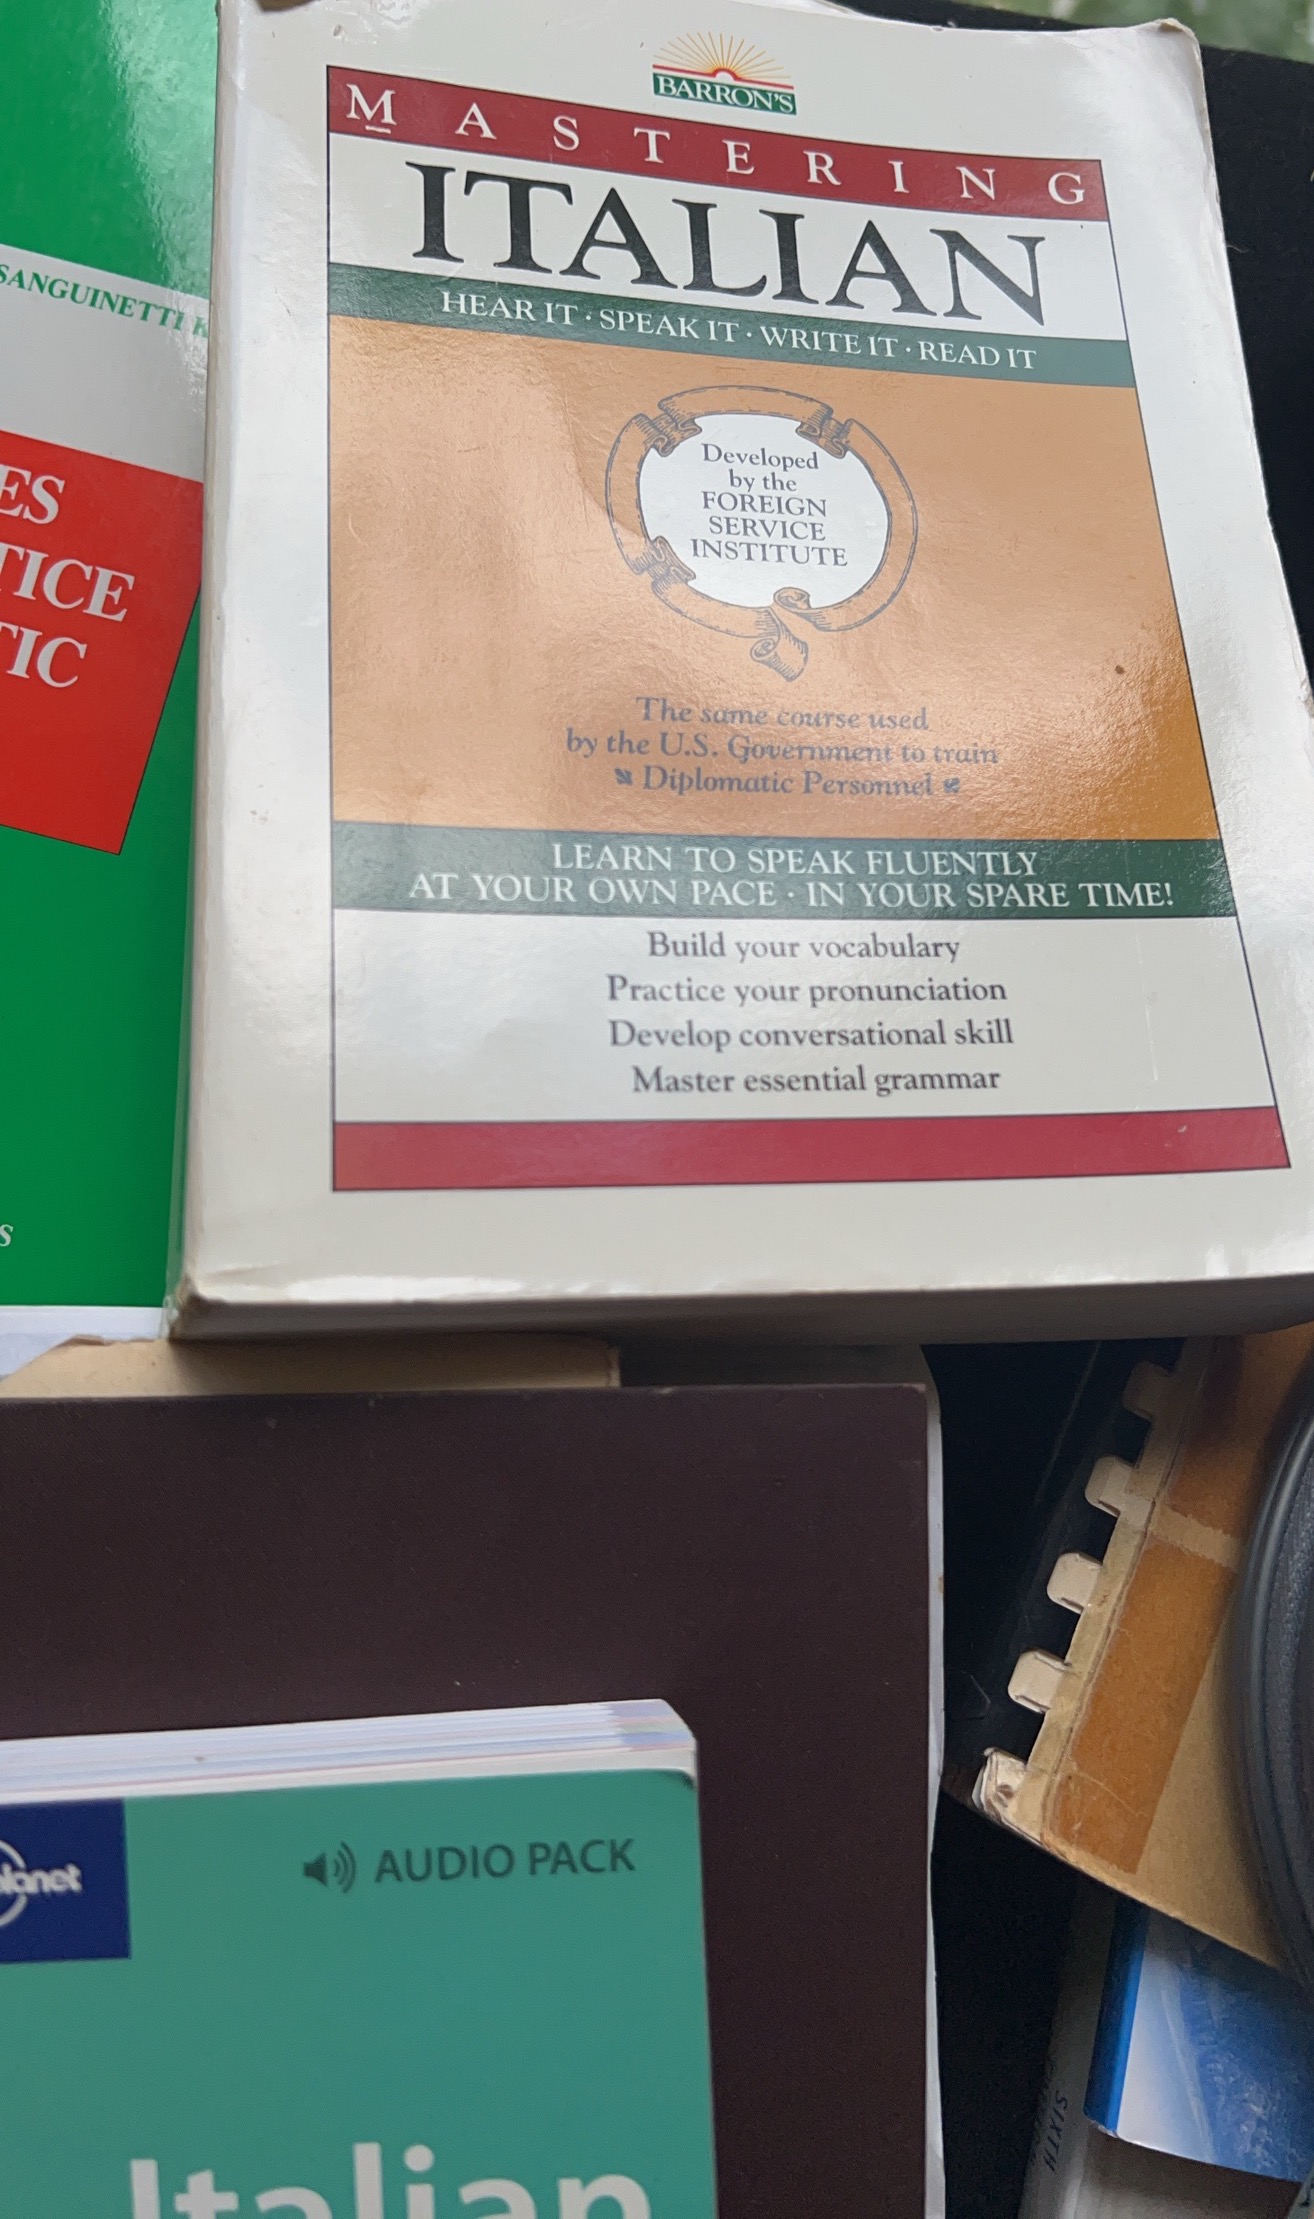 BARRON'S
MASTERING
ITALIAN
HEAR IT · SPEAK IT · WRITE IT · READ IT
Developed
by the
FOREIGN
SERVICE
INSTITUTE
The same course used
by the U.S. Government to train
Diplomatic Personnel
LEARN TO SPEAK FLUENTLY
AT YOUR OWN PACE · IN YOUR SPARE TIME!
Build your vocabulary
Practice your pronunciation
Develop conversational skill
Master essential grammar
SANGUINETTI K
ES
TICE
TIC
S
lanet
AUDIO PACK
Italian
SIXTH